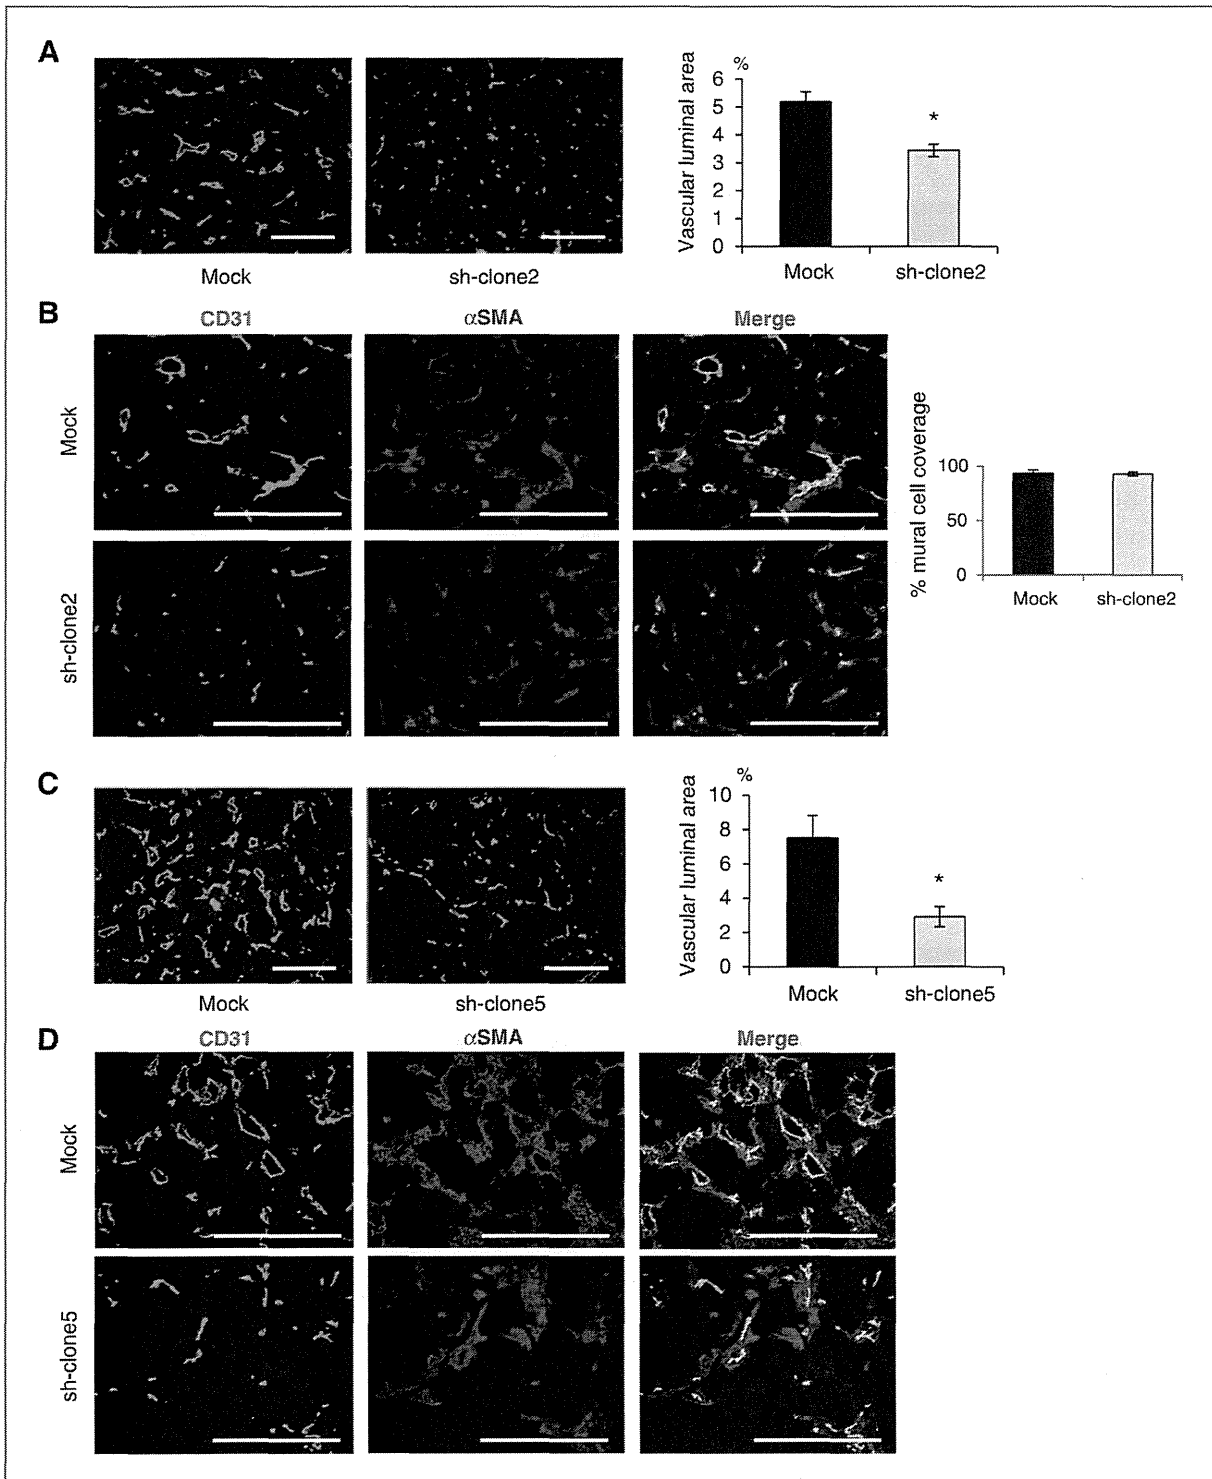 A
Mock
sh-clone2
%
Vascular luminal area
6
5
4
3
2
1
0
*
Mock
sh-clone2
B
CD31
αSMA
Merge
Mock
sh-clone2
% mural cell coverage
100
50
0
Mock
sh-clone2
C
Mock
sh-clone5
%
Vascular luminal area
10
8
6
4
2
0
*
Mock
sh-clone5
D
CD31
αSMA
Merge
Mock
sh-clone5